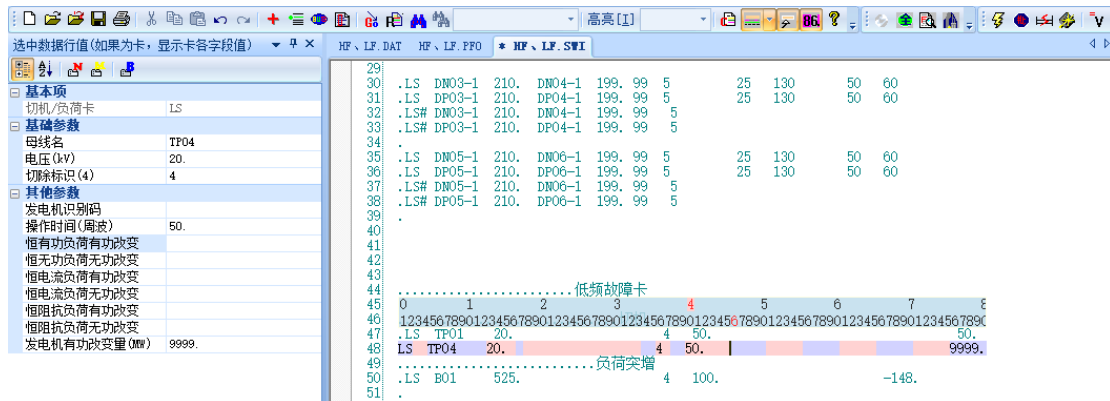 高亮[I]
86
选中数据行值(如果为卡，显示卡各字段值)
HF、LF.DAT HF、LF.PFO * HF、LF.SWI
基本项
切机/负荷卡 LS
基础参数
母线名 TP04
电压(kV) 20.
切除标识(4) 4
其他参数
发电机识别码
操作时间(周波) 50.
恒有功负荷有功改变
恒无功负荷无功改变
恒电流负荷有功改变
恒电流负荷无功改变
恒阻抗负荷有功改变
恒阻抗负荷无功改变
发电机有功改变量(MW) 9999.
29
30 .LS DN03-1 210. DN04-1 199. 99 5 25 130 50 60
31 .LS DP03-1 210. DP04-1 199. 99 5 25 130 50 60
32 .LS# DN03-1 210. DN04-1 199. 99 5
33 .LS# DP03-1 210. DP04-1 199. 99 5
34 .
35 .LS DN05-1 210. DN06-1 199. 99 5 25 130 50 60
36 .LS DP05-1 210. DP06-1 199. 99 5 25 130 50 60
37 .LS# DN05-1 210. DN06-1 199. 99 5
38 .LS# DP05-1 210. DP06-1 199. 99 5
39 .
40
41
42
43
44 ........................低频故障卡
45 0 1 2 3 4 5 6 7 8
46 12345678901234567890123456789012345678901234567890123456789012345678901234567890
47 .LS TP01 20. 4 50. 50.
48 LS TP04 20. 4 50. 9999.
49 ...........................负荷突增
50 .LS B01 525. 4 100. -148.
51 .